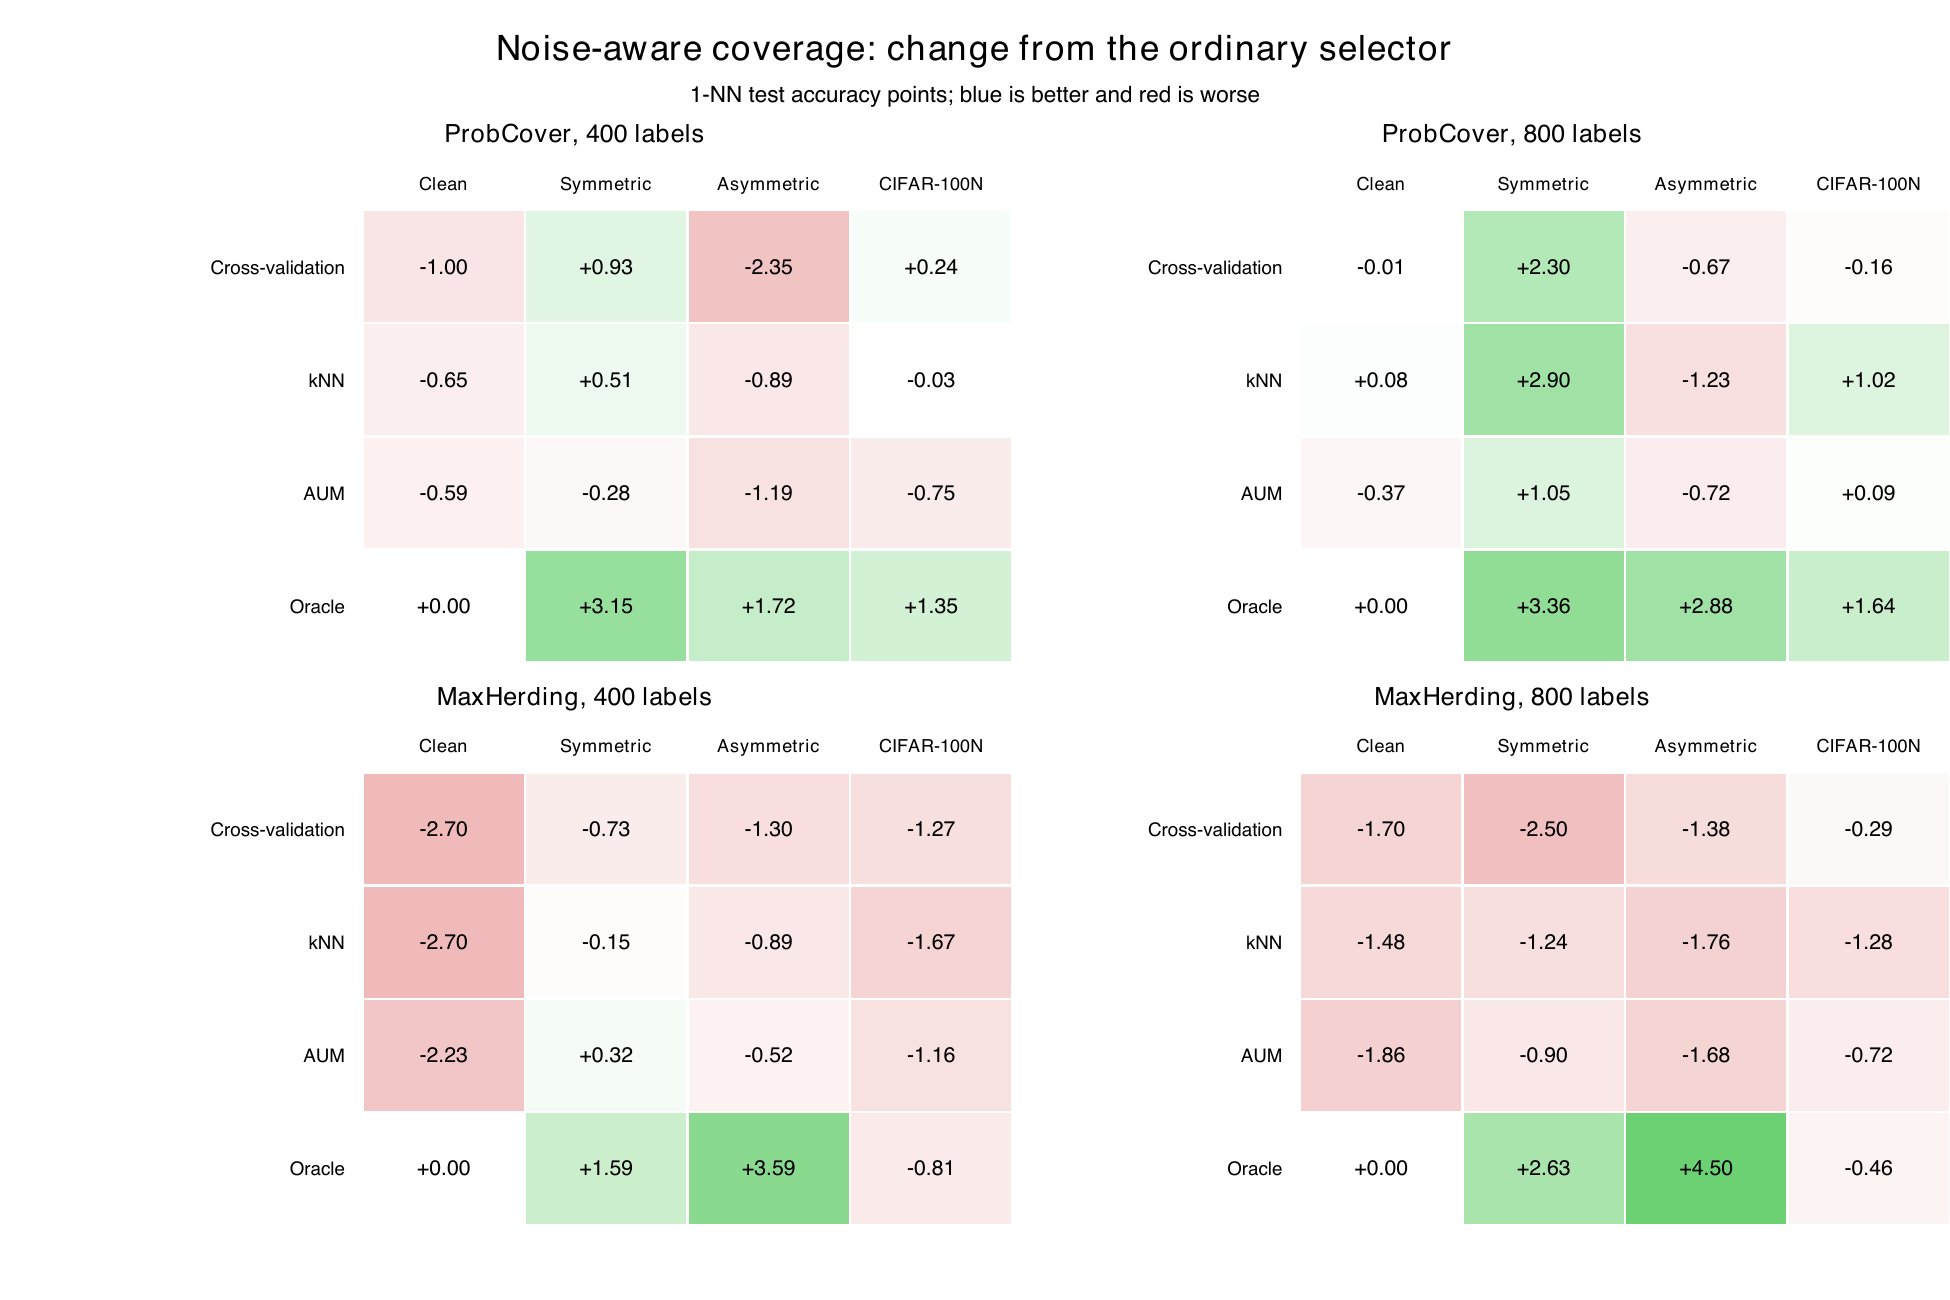 Noise-aware coverage: change from the ordinary selector
1-NN test accuracy points; blue is better and red is worse
ProbCover, 400 labels
Clean Symmetric Asymmetric CIFAR-100N
Cross-validation -1.00 +0.93 -2.35 +0.24
kNN -0.65 +0.51 -0.89 -0.03
AUM -0.59 -0.28 -1.19 -0.75
Oracle +0.00 +3.15 +1.72 +1.35
ProbCover, 800 labels
Clean Symmetric Asymmetric CIFAR-100N
Cross-validation -0.01 +2.30 -0.67 -0.16
kNN +0.08 +2.90 -1.23 +1.02
AUM -0.37 +1.05 -0.72 +0.09
Oracle +0.00 +3.36 +2.88 +1.64
MaxHerding, 400 labels
Clean Symmetric Asymmetric CIFAR-100N
Cross-validation -2.70 -0.73 -1.30 -1.27
kNN -2.70 -0.15 -0.89 -1.67
AUM -2.23 +0.32 -0.52 -1.16
Oracle +0.00 +1.59 +3.59 -0.81
MaxHerding, 800 labels
Clean Symmetric Asymmetric CIFAR-100N
Cross-validation -1.70 -2.50 -1.38 -0.29
kNN -1.48 -1.24 -1.76 -1.28
AUM -1.86 -0.90 -1.68 -0.72
Oracle +0.00 +2.63 +4.50 -0.46